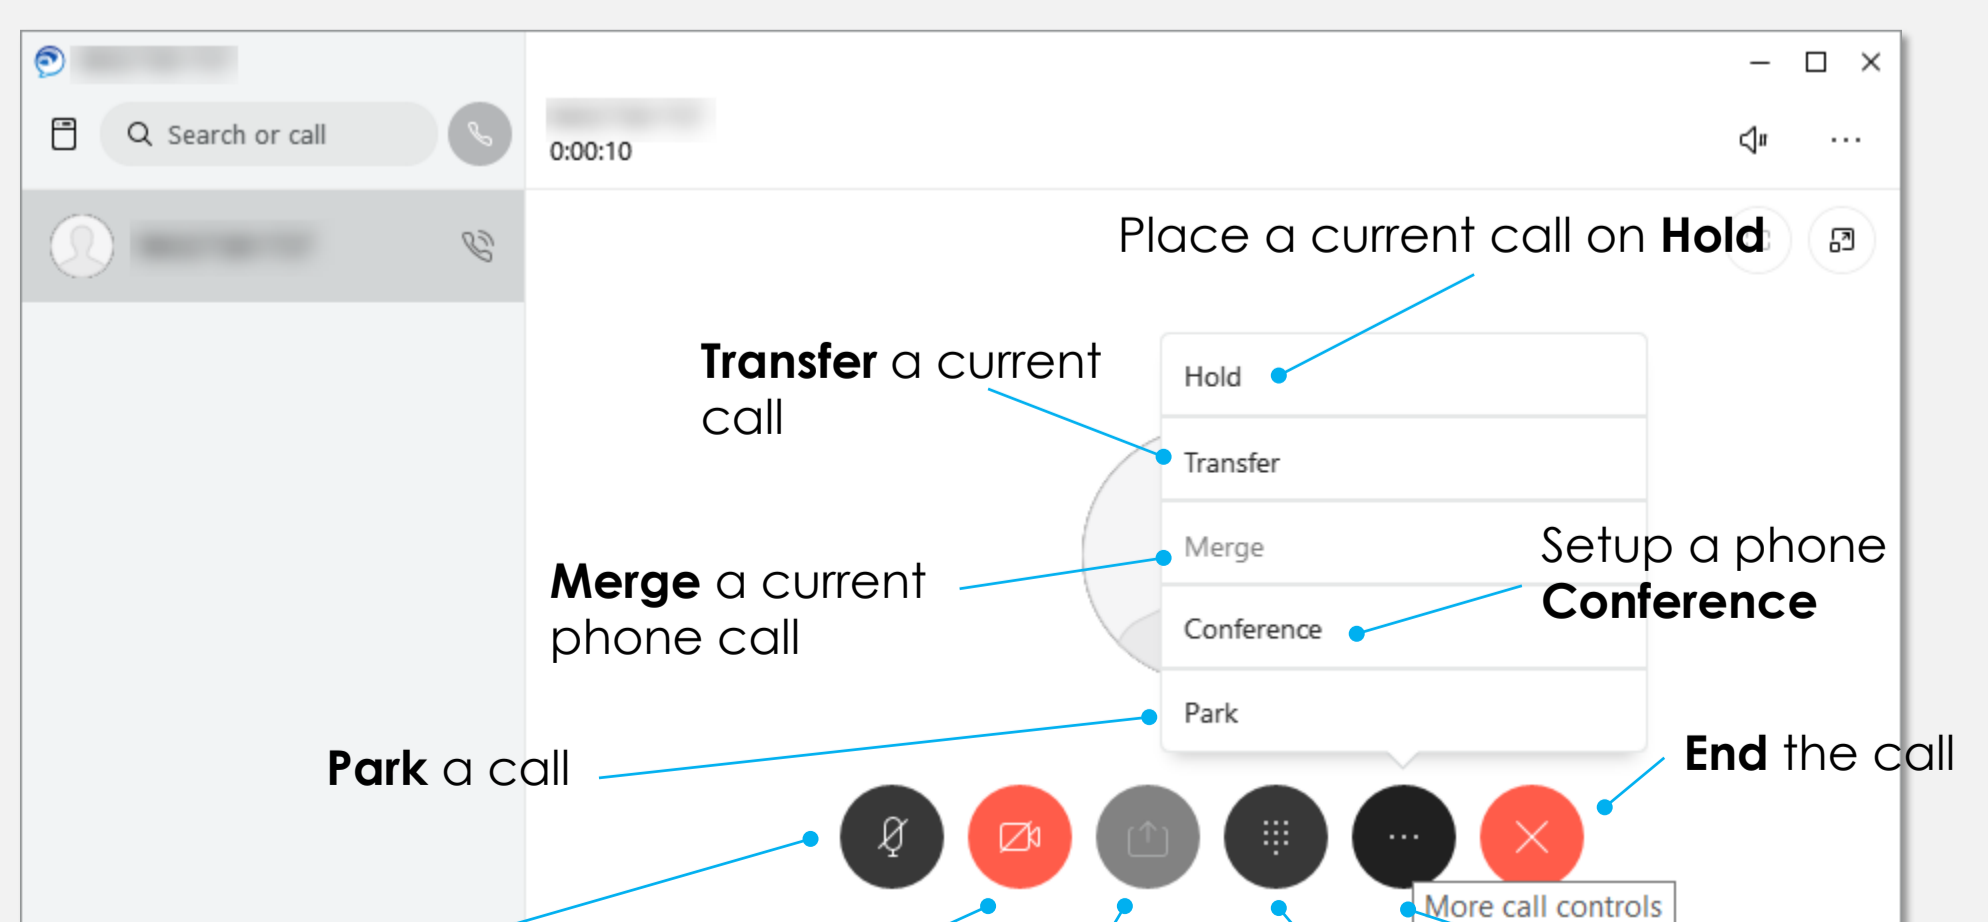 Search or call
0:00:10
Place a current call on Hold
Transfer a current
call
Hold
Transfer
Merge
Conference
Park
Merge a current
phone call
Setup a phone
Conference
Park a call
End the call
More call controls